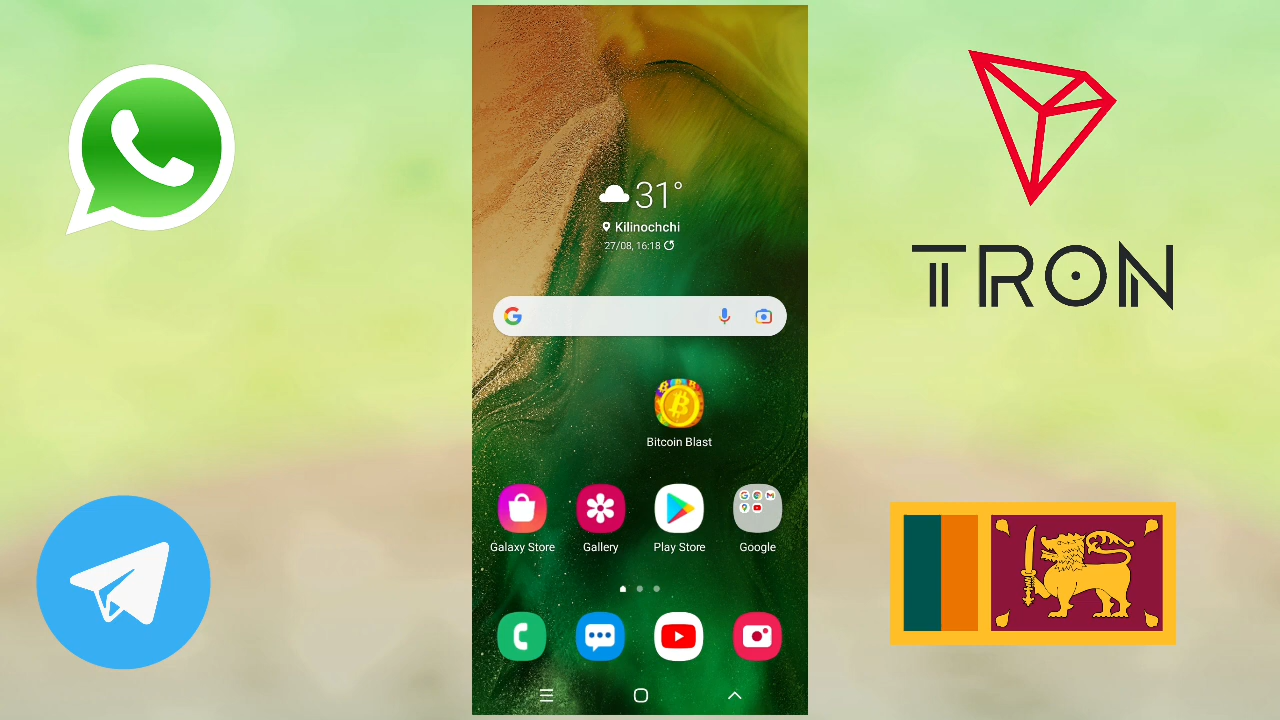 31°
Kilinochchi
27/08, 16:18
Bitcoin Blast
Galaxy Store
Gallery
Play Store
Google
TRON